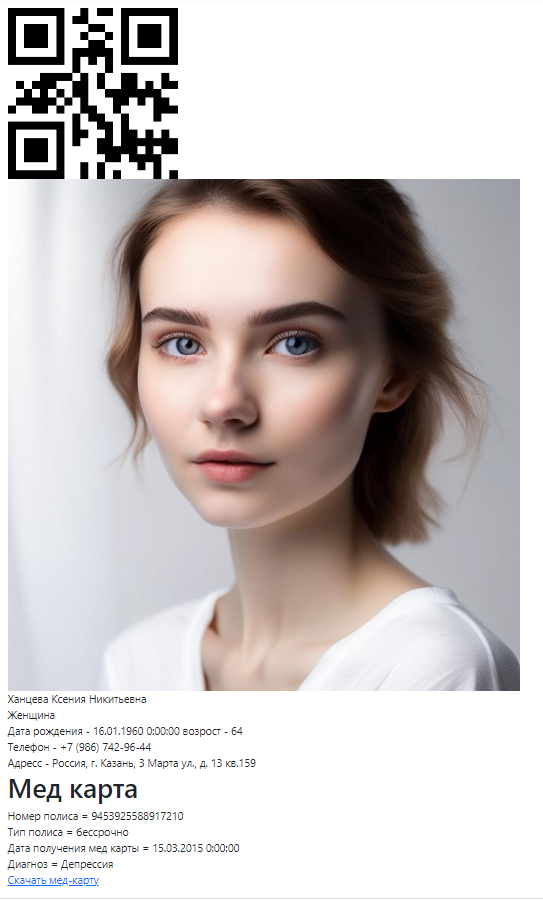 Ханцева Ксения Никитьевна
Женщина
Дата рождения - 16.01.1960 0:00:00 возрост - 64
Телефон - +7 (986) 742-96-44
Адресс - Россия, г. Казань, 3 Марта ул., д. 13 кв.159
Мед карта
Номер полиса = 9453925588917210
Тип полиса = бессрочно
Дата получения мед карты = 15.03.2015 0:00:00
Диагноз = Депрессия
Скачать мед-карту